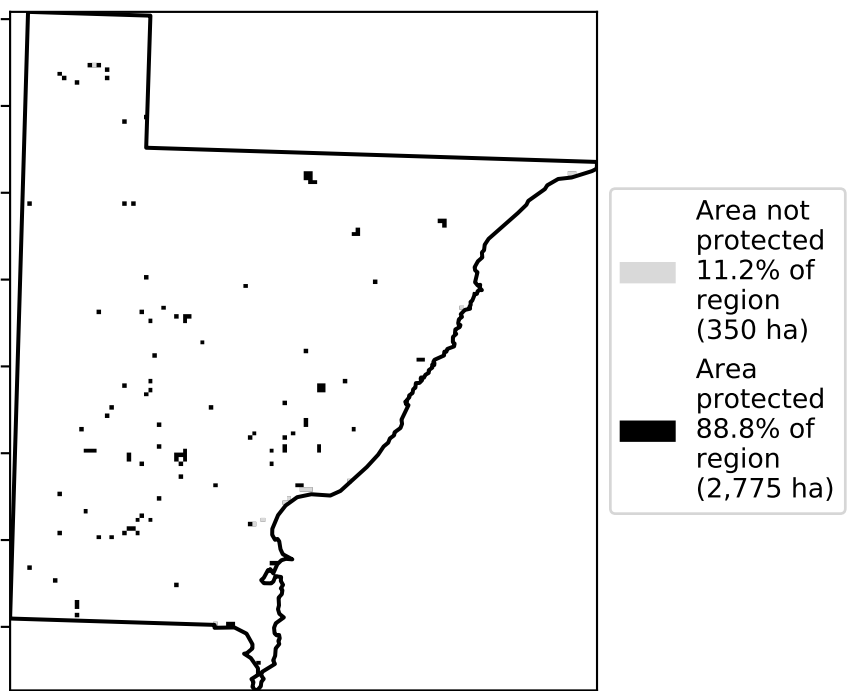 Area not
protected
11.2% of
region
(350 ha)
Area
protected
88.8% of
region
(2,775 ha)